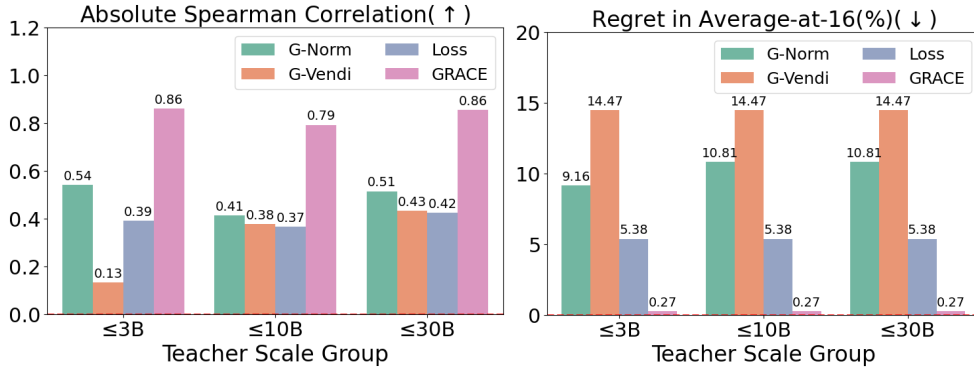 Absolute Spearman Correlation(↑)
1.2
1.0
0.8
0.6
0.4
0.2
0.0
G-Norm
G-Vendi
Loss
GRACE
0.54
0.13
0.39
0.86
0.41
0.38
0.37
0.79
0.51
0.43
0.42
0.86
≤3B
≤10B
≤30B
Teacher Scale Group
Regret in Average-at-16(%)(↓)
20
15
10
5
0
G-Norm
G-Vendi
Loss
GRACE
9.16
14.47
5.38
0.27
10.81
14.47
5.38
0.27
10.81
14.47
5.38
0.27
≤3B
≤10B
≤30B
Teacher Scale Group